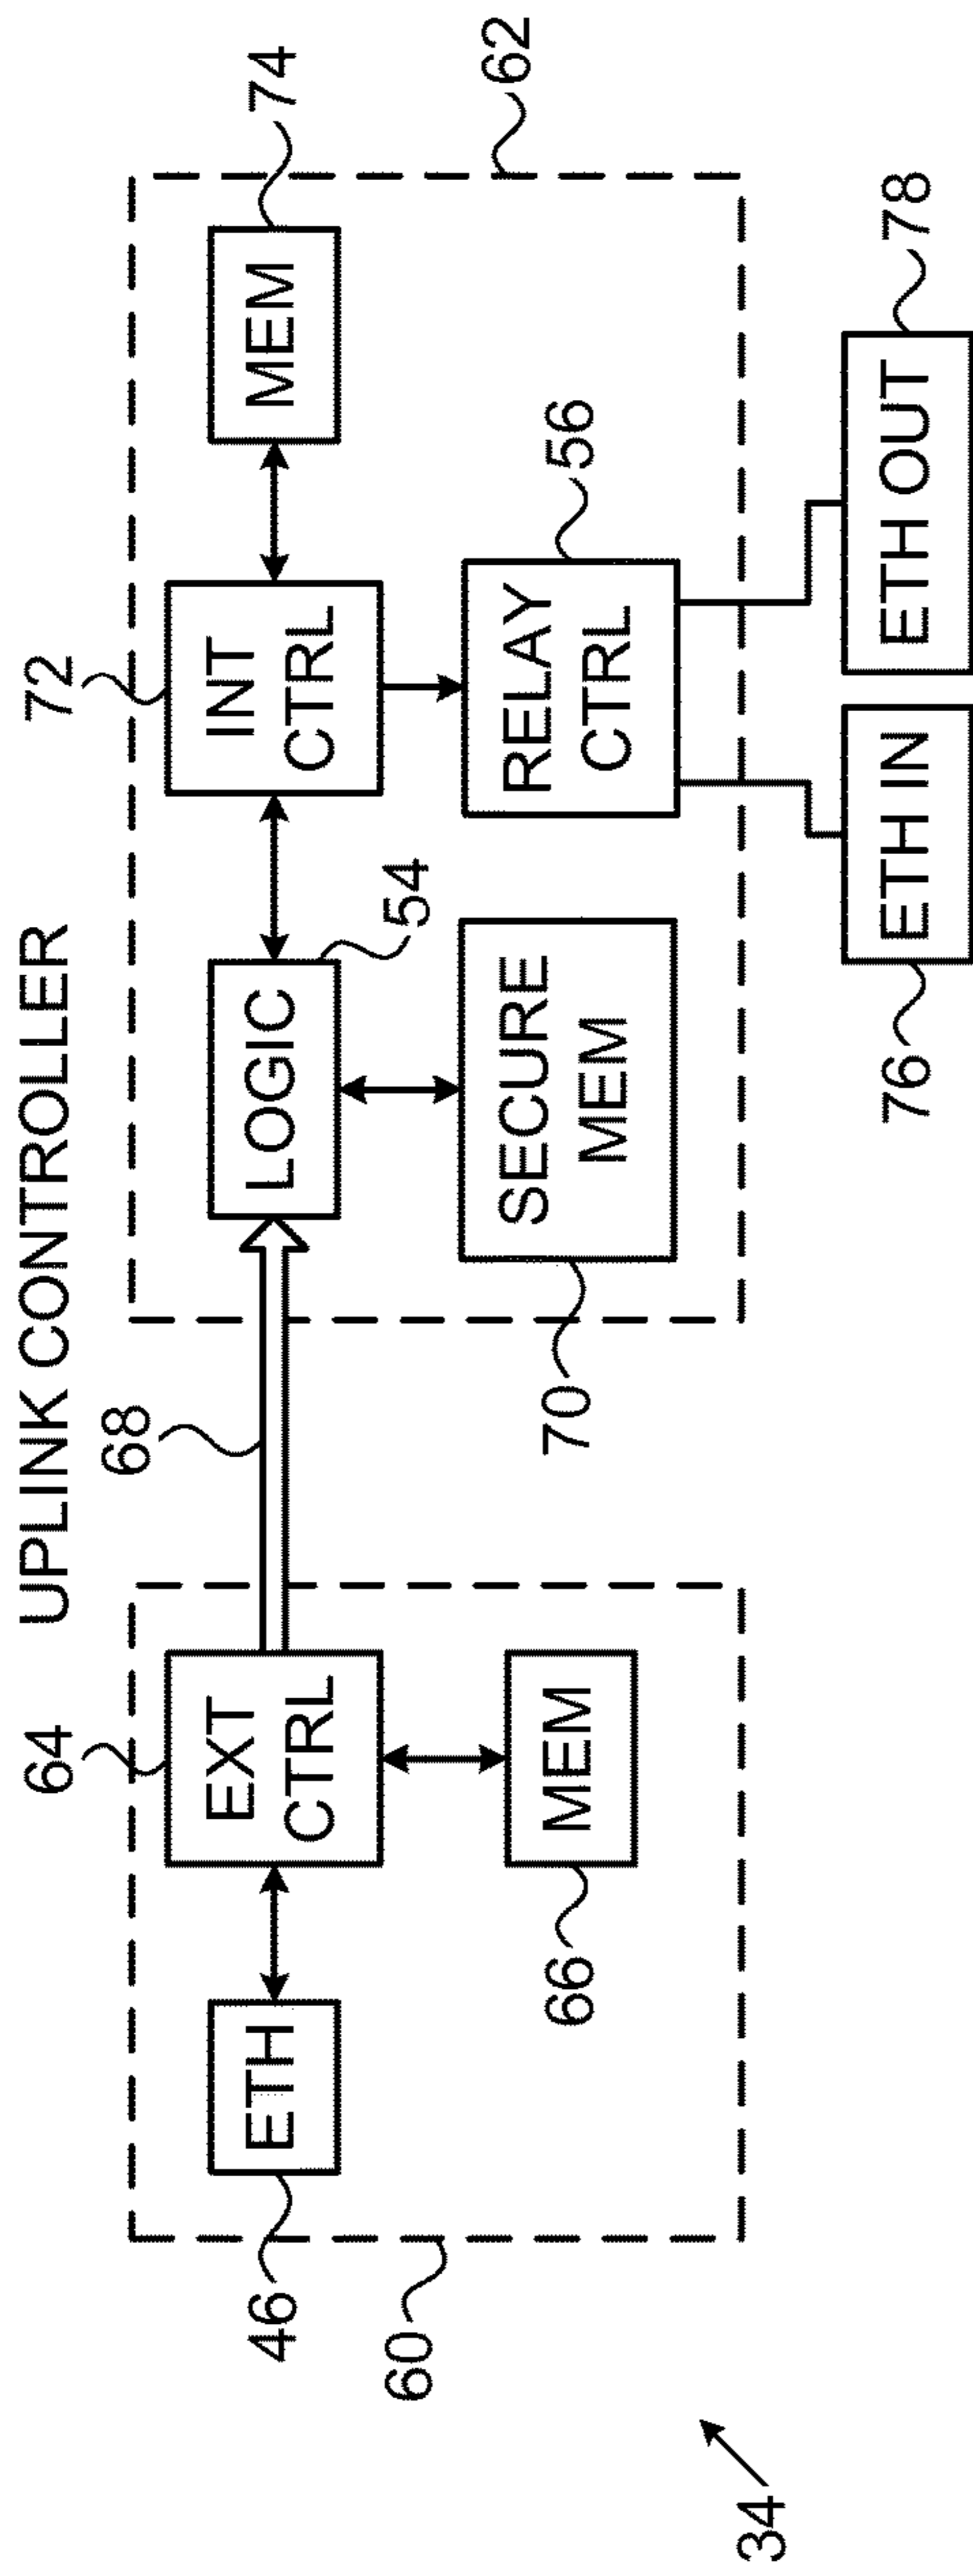 UPLINK CONTROLLER
64
68
72
74
ETH
EXT
CTRL
LOGIC
INT
CTRL
MEM
46
60
54
62
MEM
SECURE
MEM
RELAY
CTRL
56
66
70
34
76
ETH IN
ETH OUT
78